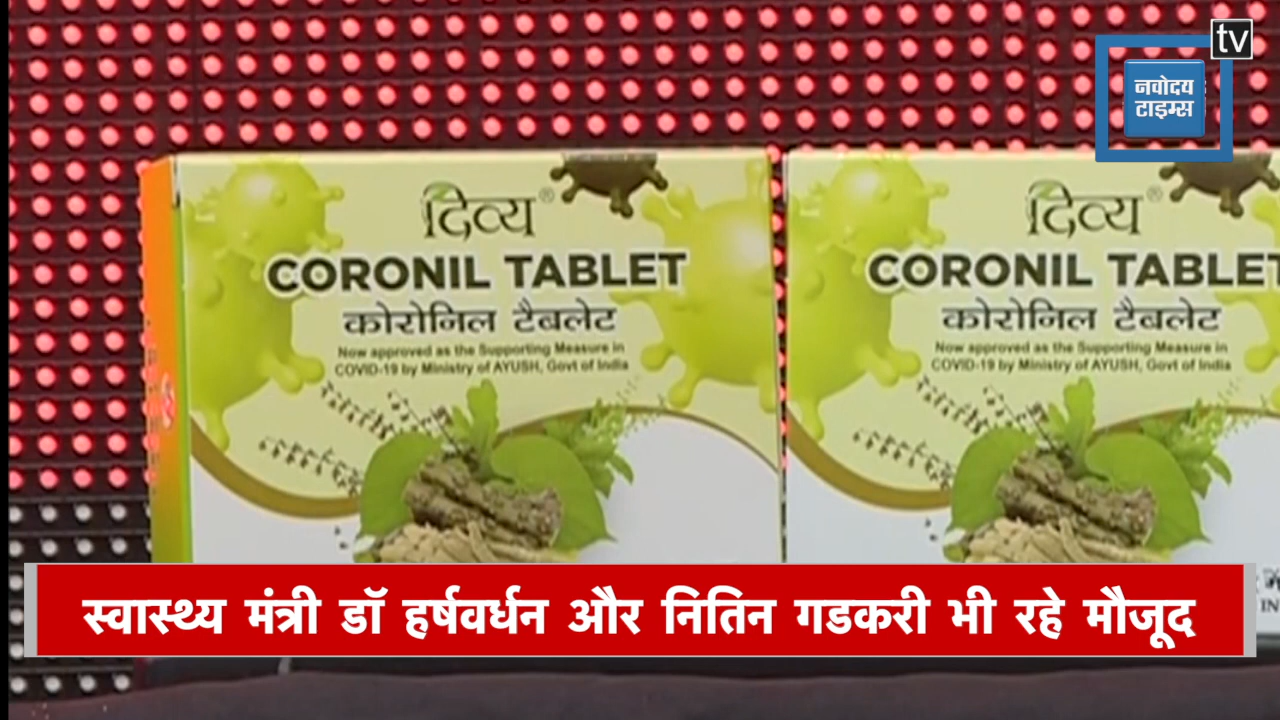 tv
नवोदय
टाइम्स
दिव्य®
CORONIL TABLET
कोरोनिल टैबलेट
Now approved as the Supporting Measure in
COVID-19 by Ministry of AYUSH, Govt of India
दिव्य®
CORONIL TABLET
कोरोनिल टैबलेट
Now approved as the Supporting Measure in
COVID-19 by Ministry of AYUSH, Govt of India
स्वास्थ्य मंत्री डॉ हर्षवर्धन और नितिन गडकरी भी रहे मौजूद